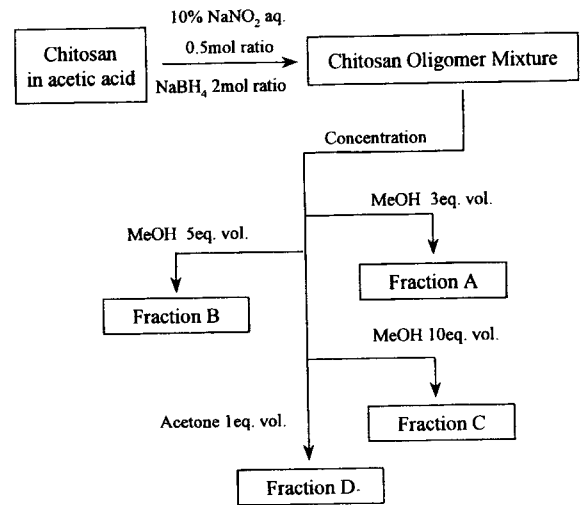 10% NaNO₂ aq.
Chitosan
in acetic acid
0.5mol ratio
NaBH₄ 2mol ratio
Chitosan Oligomer Mixture
Concentration
MeOH 3eq. vol.
Fraction A
MeOH 5eq. vol.
Fraction B
MeOH 10eq. vol.
Fraction C
Acetone 1eq. vol.
Fraction D.